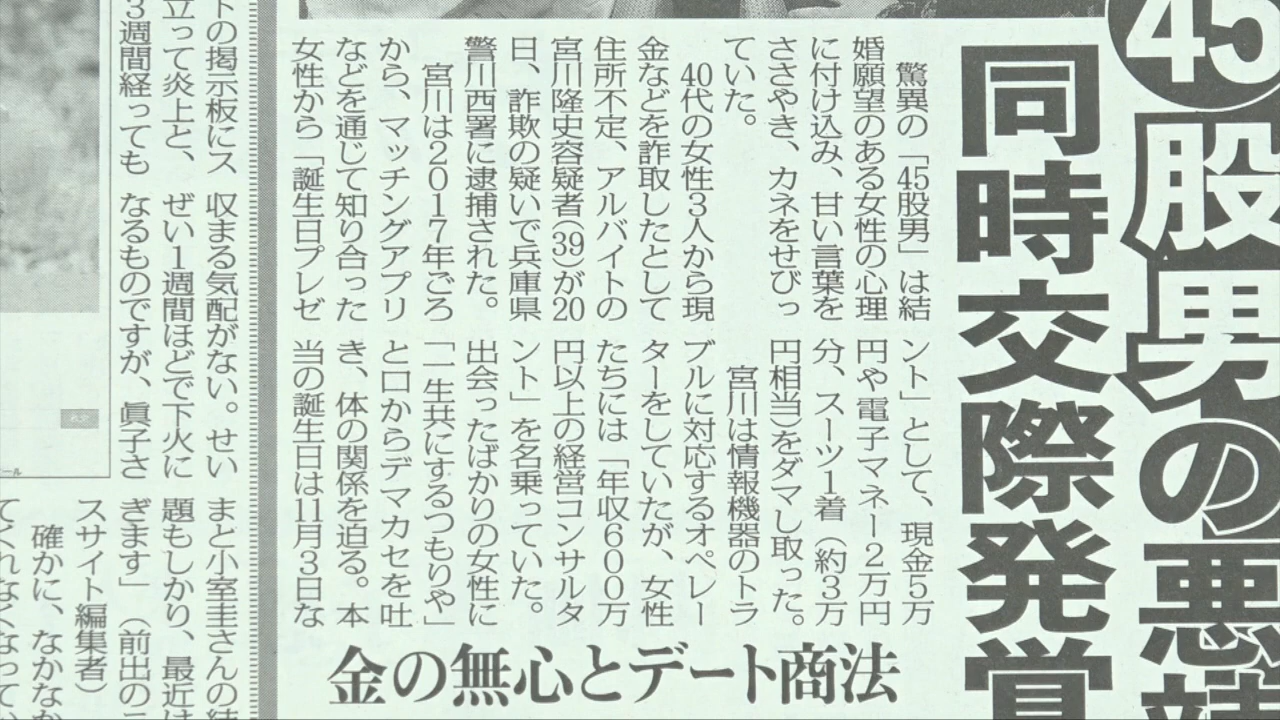 45股男の悪
同時交際発覚
驚異の「45股男」は結
婚願望のある女性の心理
に付け込み、甘い言葉を
ささやき、カネをせびっ
ていた。
40代の女性3人から現
金などを詐取したとして
住所不定、アルバイトの
宮川隆史容疑者(39)が20
日、詐欺の疑いで兵庫県
警川西署に逮捕された。
宮川は2017年ごろ
から、マッチングアプリ
などを通じて知り合った
女性から「誕生日プレゼ
ント」として、現金5万
円や電子マネー2万円
分、スーツ1着(約3万
円相当)をダマし取った。
宮川は情報機器のトラ
ブルに対応するオペレー
ターをしていたが、女性
たちには「年収600万
円以上の経営コンサルタ
ント」を名乗っていた。
出会ったばかりの女性に
「一生共にするつもりや」
と口からデマカセを吐
き、体の関係を迫る。本
当の誕生日は11月3日な
金の無心とデート商法
トの掲示板にス
立って炎上と、
3週間経っても
収まる気配がない。せい
ぜい1週間ほどで下火に
なるものですが、眞子さ
まと小室圭さんの結
題もしかり、最近は
ぎます」(前出のニ
スサイト編集者)
確かに、なかなか
てくれなくなってい